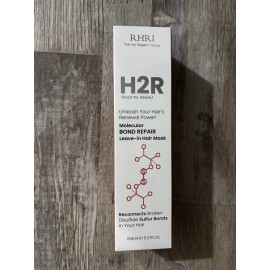 RHRI
H2R
Unleash Your Hair's
Renewal Power!
Molecular
BOND REPAIR
Leave-in Hair Mask
Reconnects Broken
Disulfide Sulfur Bonds
in Your Hair